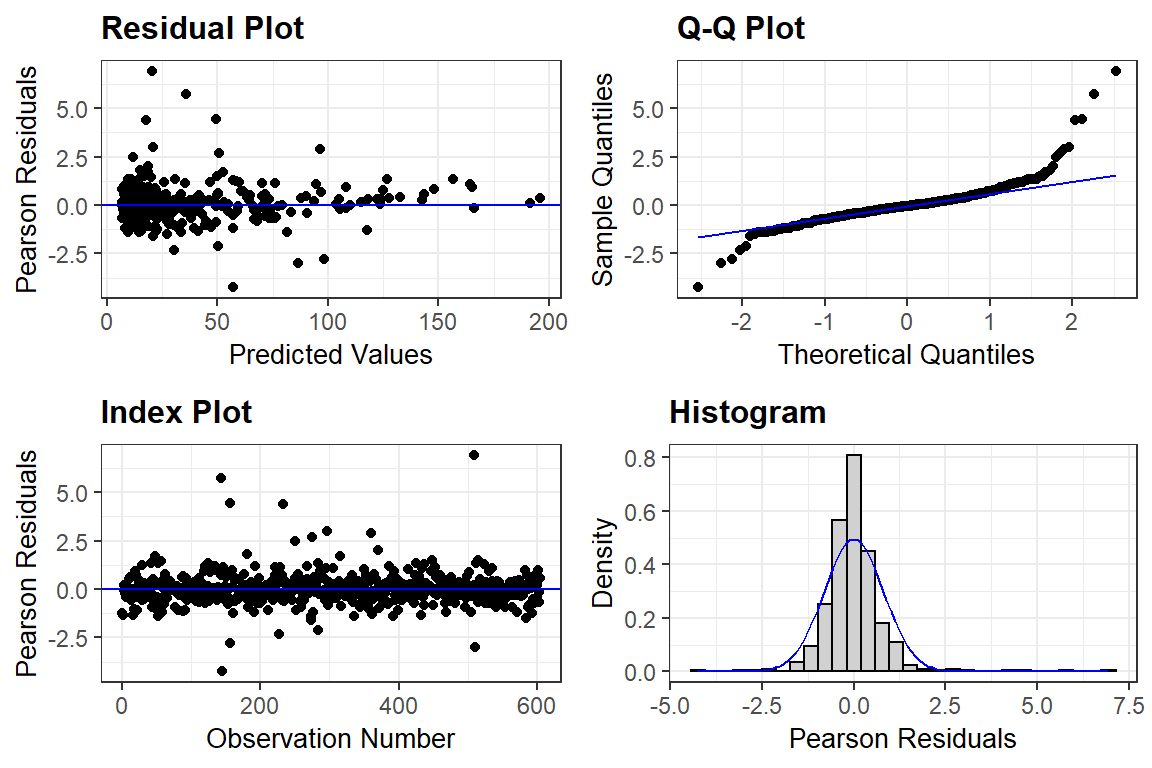 Residual Plot
Pearson Residuals
5.0
2.5
0.0
-2.5
0 50 100 150 200
Predicted Values
Q-Q Plot
Sample Quantiles
5.0
2.5
0.0
-2.5
-2 -1 0 1 2
Theoretical Quantiles
Index Plot
Pearson Residuals
5.0
2.5
0.0
-2.5
0 200 400 600
Observation Number
Histogram
Density
0.8
0.6
0.4
0.2
0.0
-5.0 -2.5 0.0 2.5 5.0 7.5
Pearson Residuals